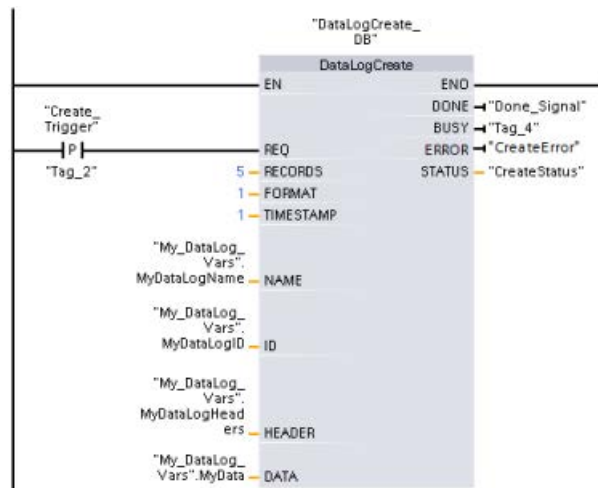 "DataLogCreate_
DB"
DataLogCreate
EN ENO
DONE "Done_Signal"
"Create_
Trigger"
BUSY "Tag_4"
P REQ ERROR "CreateError"
"Tag_2" 5 RECORDS STATUS "CreateStatus"
1 FORMAT
1 TIMESTAMP
"My_DataLog_
Vars".
MyDataLogName NAME
"My_DataLog_
Vars".
MyDataLogID ID
"My_DataLog_
Vars".
MyDataLogHead
ers HEADER
"My_DataLog_
Vars".MyData DATA